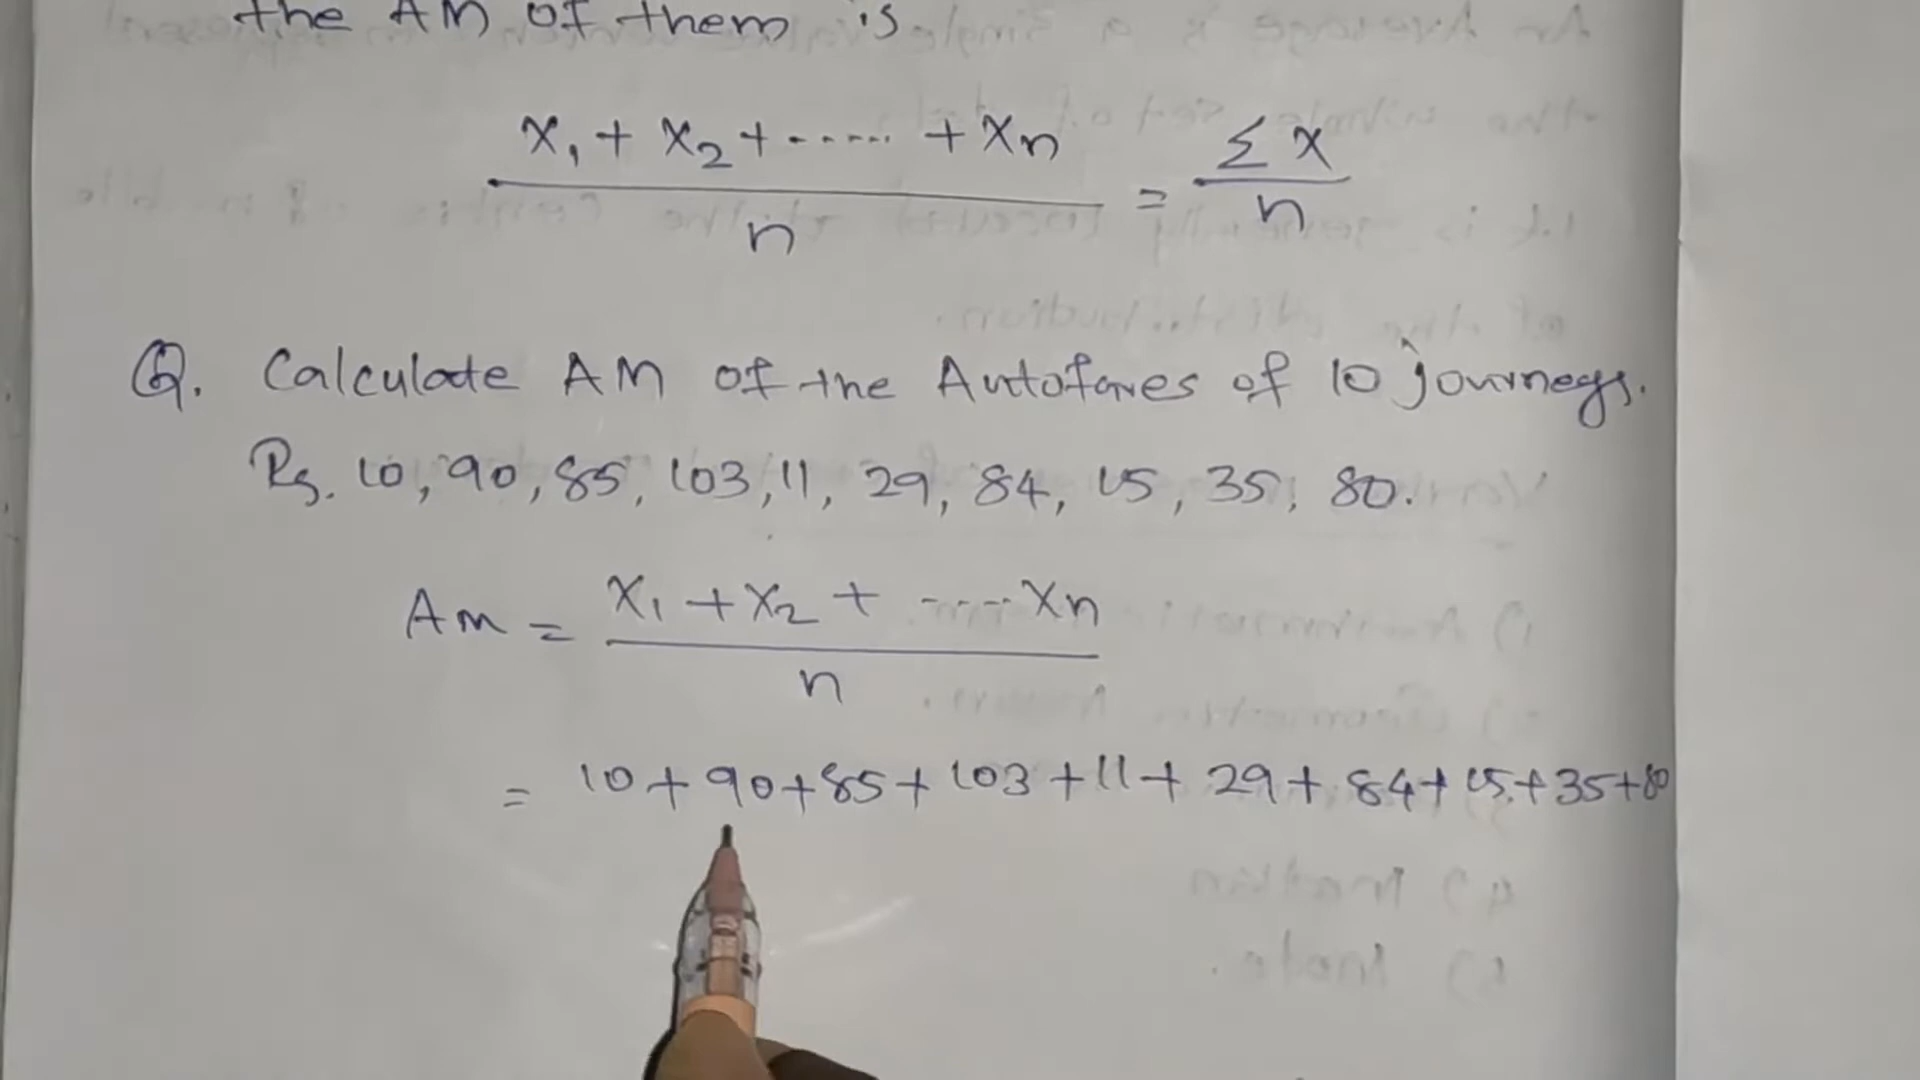 the AM of them is
x₁ + x₂ + ..... + xn / n = Σx / n
Q. Calculate AM of the Autofares of 10 journeys.
Rs. 10, 90, 85, 103, 11, 29, 84, 15, 35, 80.
Am = x₁ + x₂ + ---- xn / n
= 10 + 90 + 85 + 103 + 11 + 29 + 84 + 15 + 35 + 80